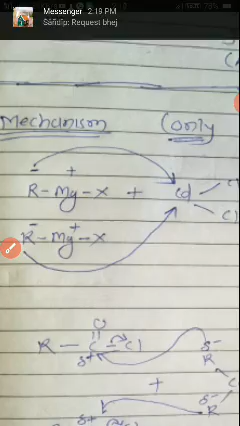 Messenger • 2:19 PM
Sandip: Request bhej
Mechanism (only)
- +
R-Mg-X + Cd
- +
R-Mg-X
O
R-C-Cl δ-
δ+ R
+
δ-
δ+ R